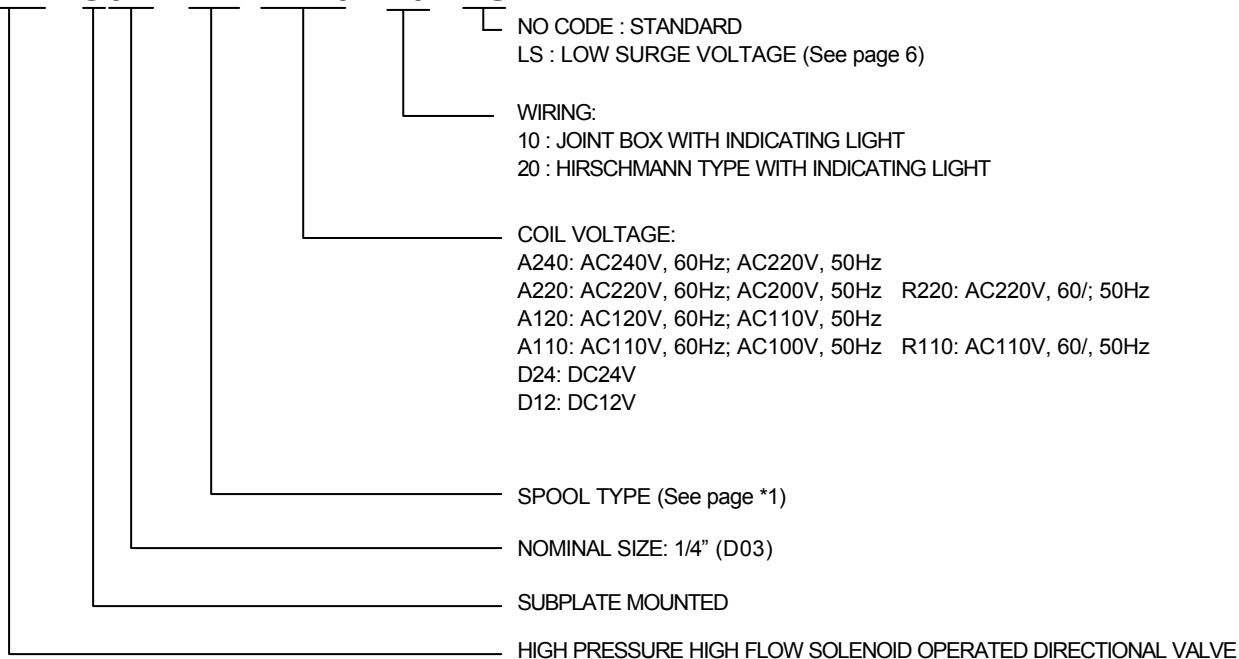 NO CODE : STANDARD
LS : LOW SURGE VOLTAGE (See page 6)
WIRING:
10 : JOINT BOX WITH INDICATING LIGHT
20 : HIRSCHMANN TYPE WITH INDICATING LIGHT
COIL VOLTAGE:
A240: AC240V, 60Hz; AC220V, 50Hz
A220: AC220V, 60Hz; AC200V, 50Hz R220: AC220V, 60/; 50Hz
A120: AC120V, 60Hz; AC110V, 50Hz
A110: AC110V, 60Hz; AC100V, 50Hz R110: AC110V, 60/, 50Hz
D24: DC24V
D12: DC12V
SPOOL TYPE (See page *1)
NOMINAL SIZE: 1/4” (D03)
SUBPLATE MOUNTED
HIGH PRESSURE HIGH FLOW SOLENOID OPERATED DIRECTIONAL VALVE